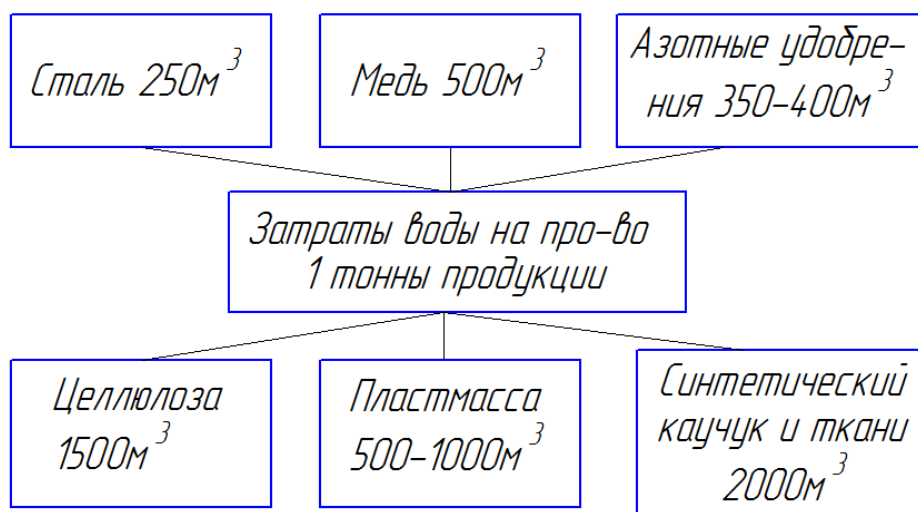 Сталь 250м³
Медь 500м³
Азотные удобре-
ния 350-400м³
Затраты воды на про-во
1 тонны продукции
Целлюлоза
1500м³
Пластмасса
500-1000м³
Синтетический
каучук и ткани
2000м³